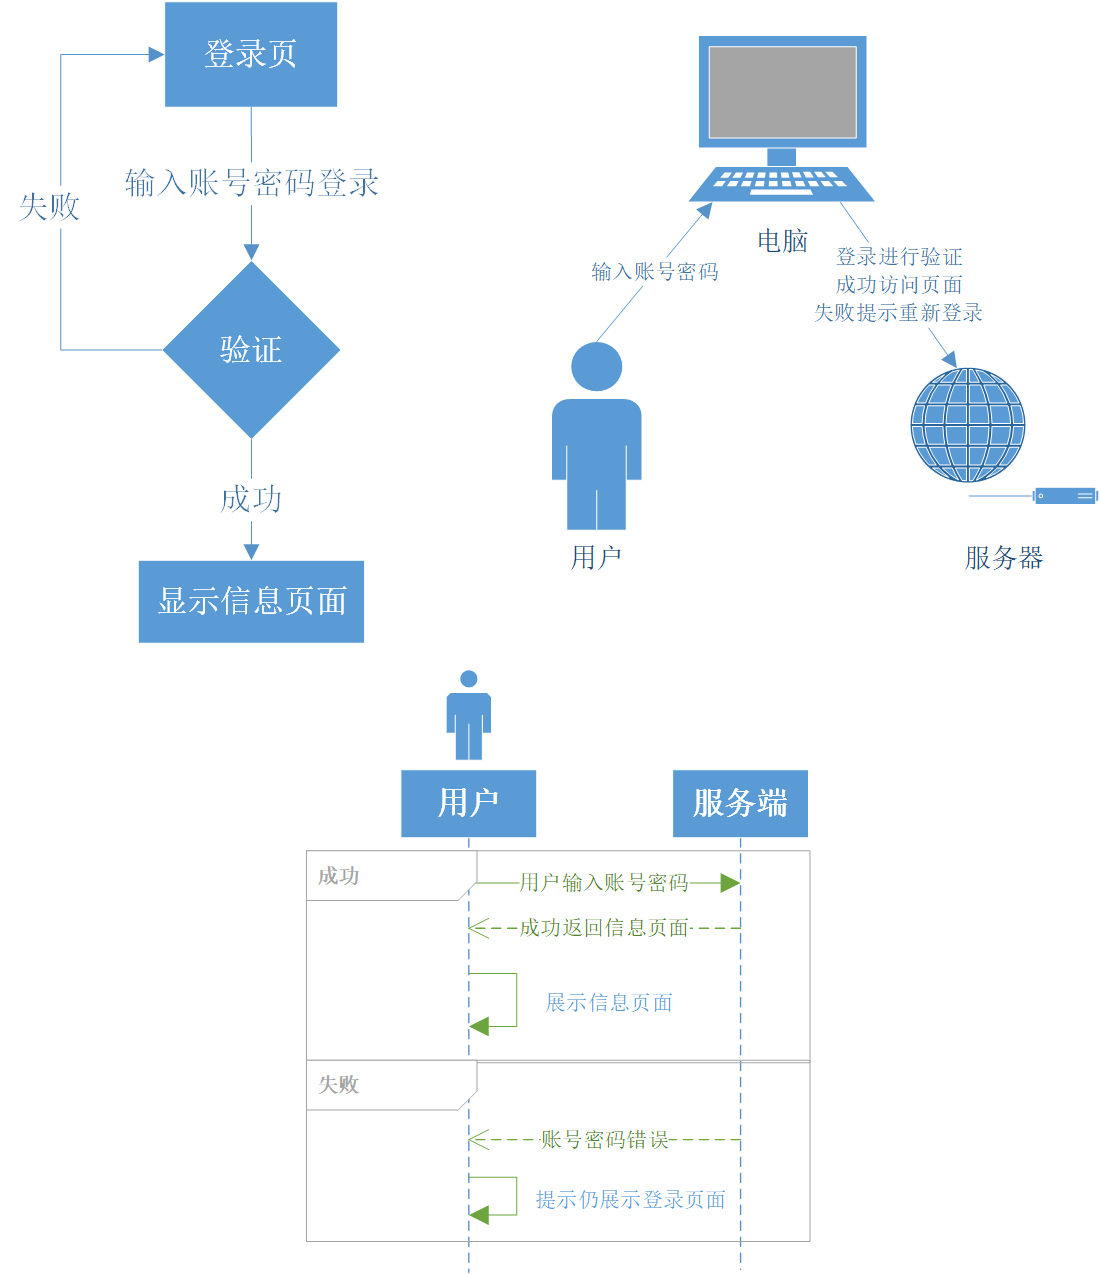 登录页
输入账号密码登录
失败
验证
成功
显示信息页面
电脑
输入账号密码
登录进行验证
成功访问页面
失败提示重新登录
用户
服务器
用户
服务端
成功
用户输入账号密码
成功返回信息页面
展示信息页面
失败
账号密码错误
提示仍展示登录页面